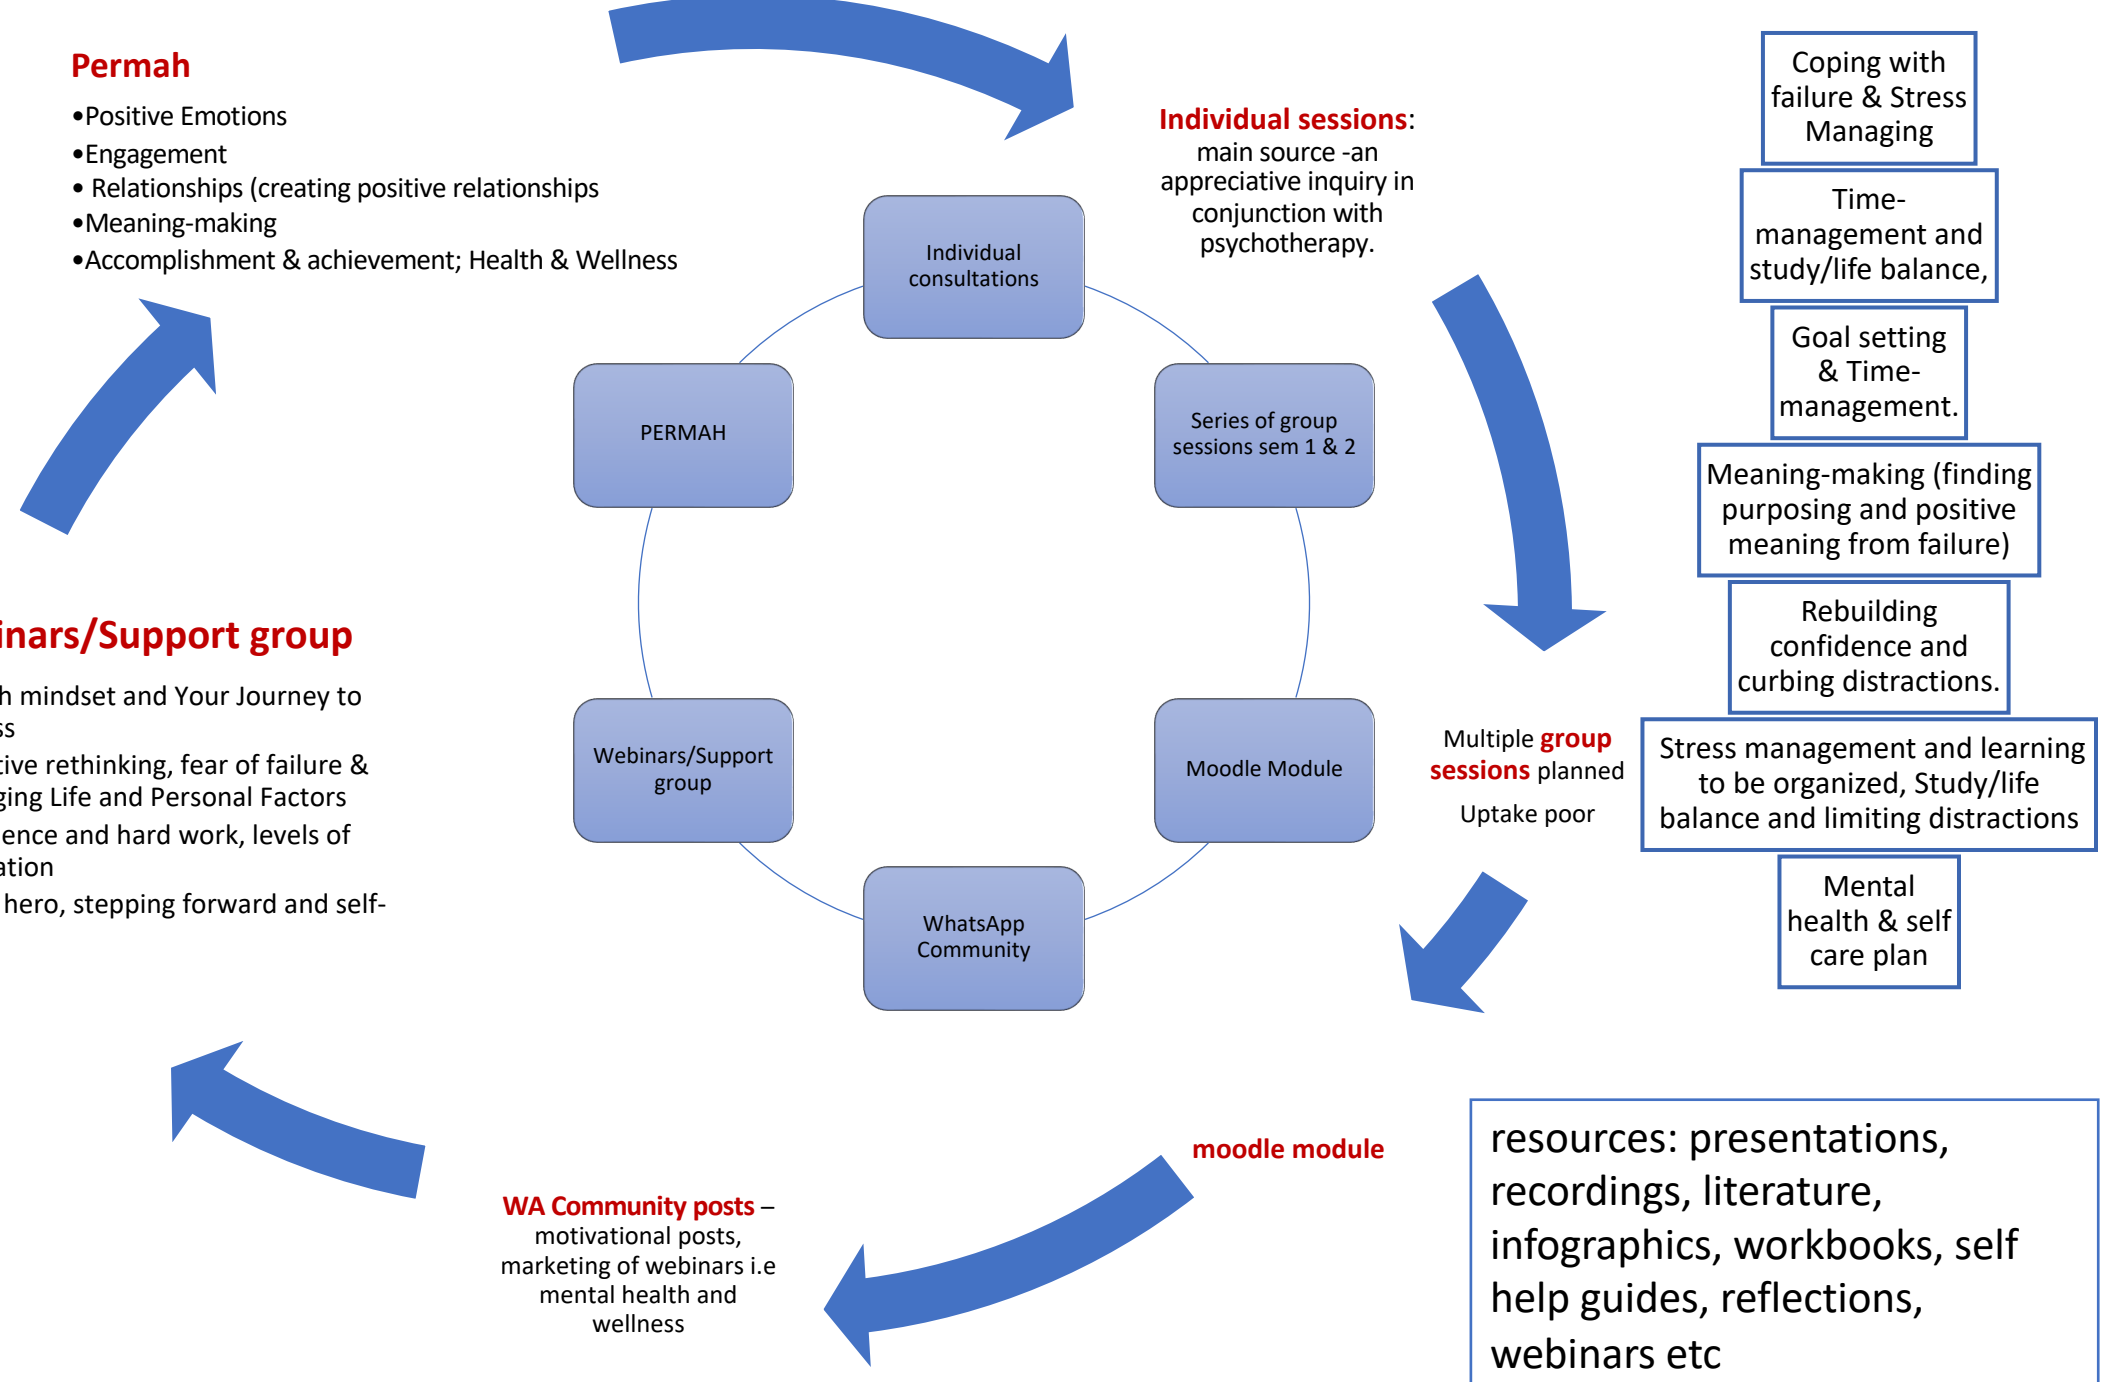 Permah
•Positive Emotions
•Engagement
• Relationships (creating positive relationships
•Meaning-making
•Accomplishment & achievement; Health & Wellness
Individual sessions:
main source -an
appreciative inquiry in
conjunction with
psychotherapy.
Coping with
failure & Stress
Managing
Time-
management and
study/life balance,
Goal setting
& Time-
management.
Meaning-making (finding
purposing and positive
meaning from failure)
Rebuilding
confidence and
curbing distractions.
Stress management and learning
to be organized, Study/life
balance and limiting distractions
Mental
health & self
care plan
Individual
consultations
Series of group
sessions sem 1 & 2
Moodle Module
WhatsApp
Community
Webinars/Support
group
PERMAH
Multiple group
sessions planned
Uptake poor
/Support group
mindset and Your Journey to
rethinking, fear of failure &
Life and Personal Factors
and hard work, levels of
hero, stepping forward and self-
moodle module
WA Community posts –
motivational posts,
marketing of webinars i.e
mental health and
wellness
resources: presentations,
recordings, literature,
infographics, workbooks, self
help guides, reflections,
webinars etc